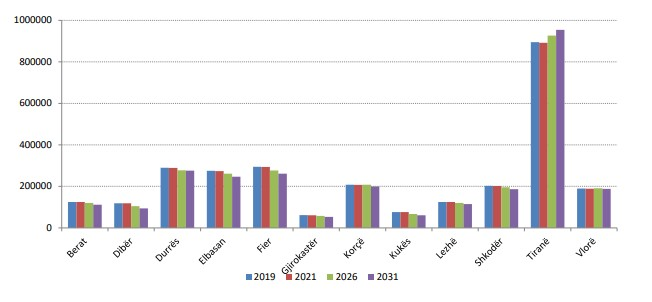 1000000
800000
600000
400000
200000
0
Berat
Dibër
Durrës
Elbasan
Fier
Gjirokastër
Korçë
Kukës
Lezhë
Shkodër
Tiranë
Vlorë
2019 2021 2026 2031